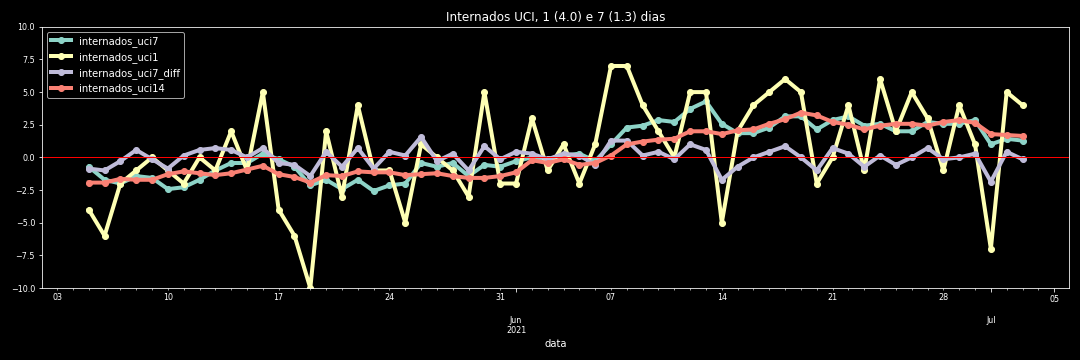 Internados UCI, 1 (4.0) e 7 (1.3) dias
10.0
7.5
5.0
2.5
0.0
−2.5
−5.0
−7.5
−10.0
internados_uci7
internados_uci1
internados_uci7_diff
internados_uci14
03 10 17 24 31 07 14 21 28 05
Jun Jul
2021
data